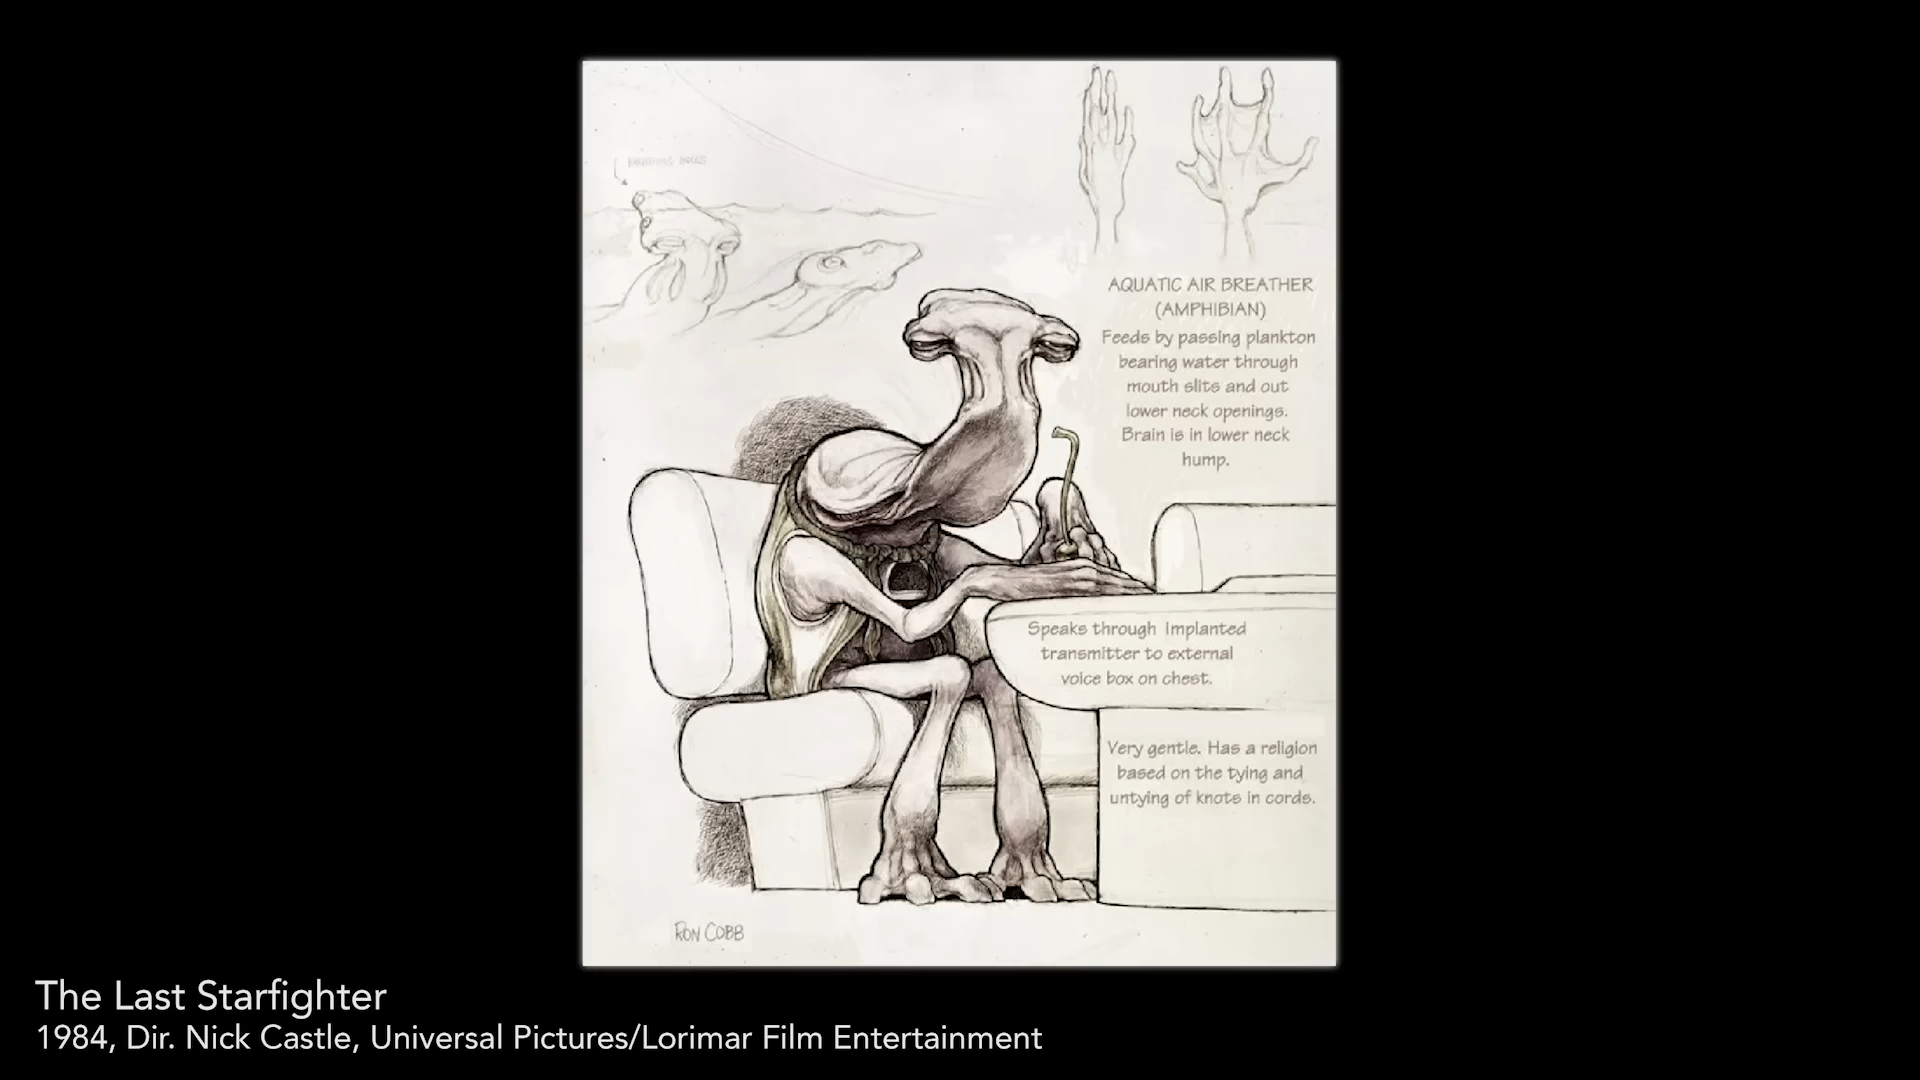 BREATHING HOLES
AQUATIC AIR BREATHER
(AMPHIBIAN)
Feeds by passing plankton
bearing water through
mouth slits and out
lower neck openings.
Brain is in lower neck
hump.
Speaks through implanted
transmitter to external
voice box on chest.
Very gentle. Has a religion
based on the tying and
untying of knots in cords.
RON COBB
The Last Starfighter
1984, Dir. Nick Castle, Universal Pictures/Lorimar Film Entertainment